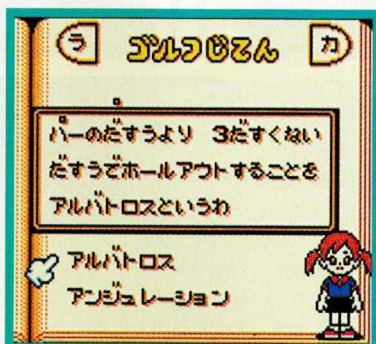 ラ ゴルフじてん カ
パーのだすうより 3だすくない
だすうでホールアウトすることを
アルバトロスというわ
アルバトロス
アンジュレーション